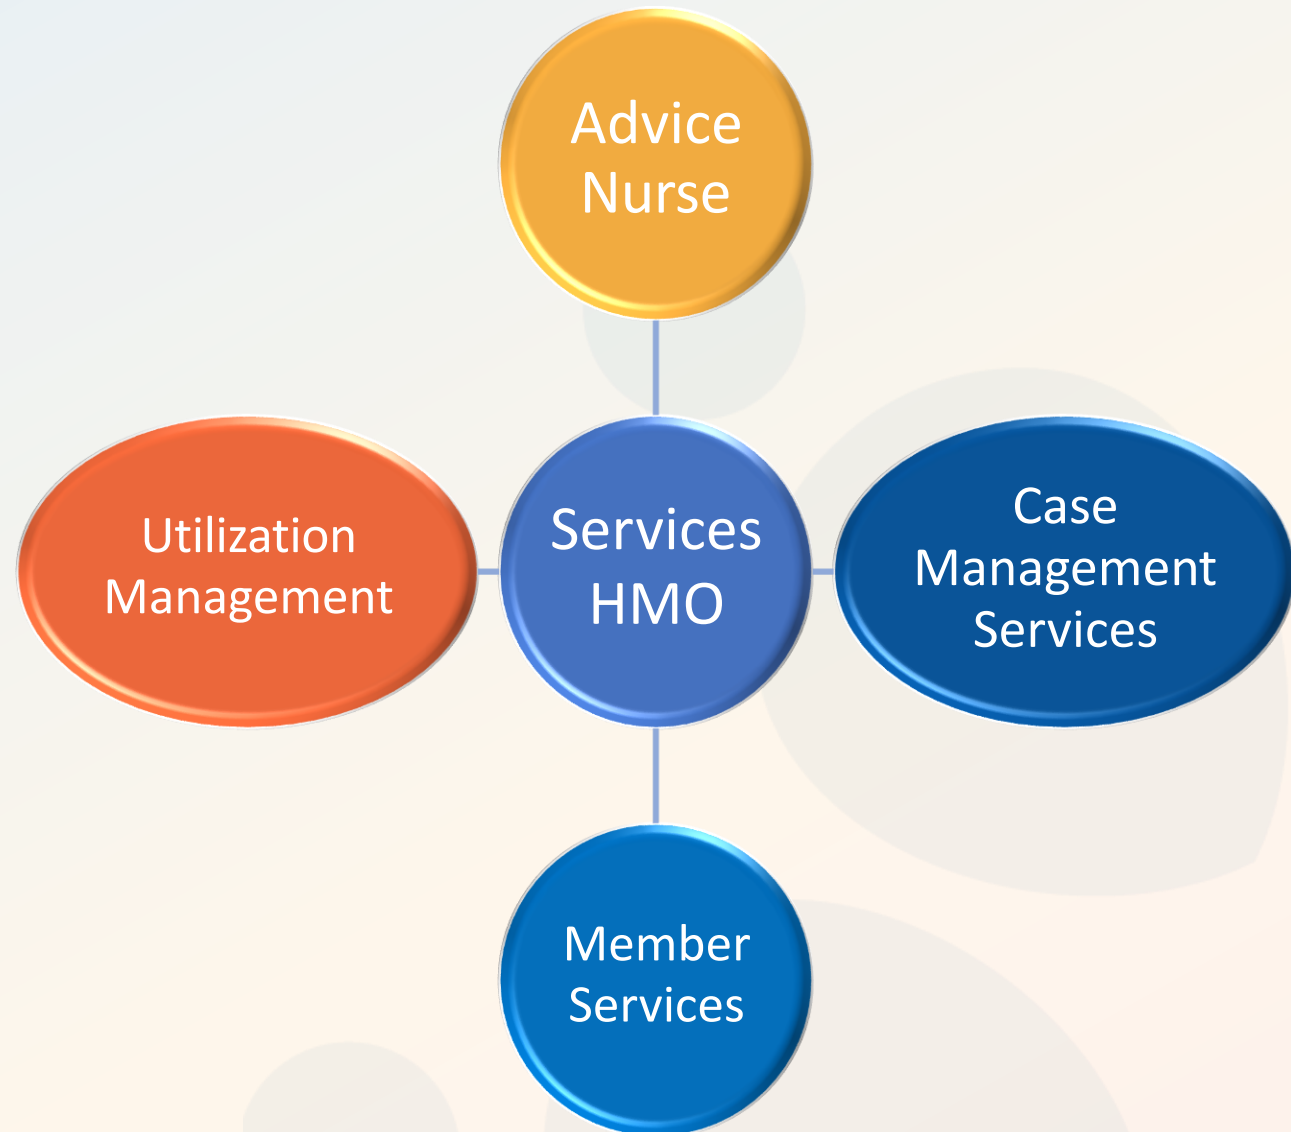 Advice
Nurse
Utilization
Management
Services
HMO
Case
Management
Services
Member
Services